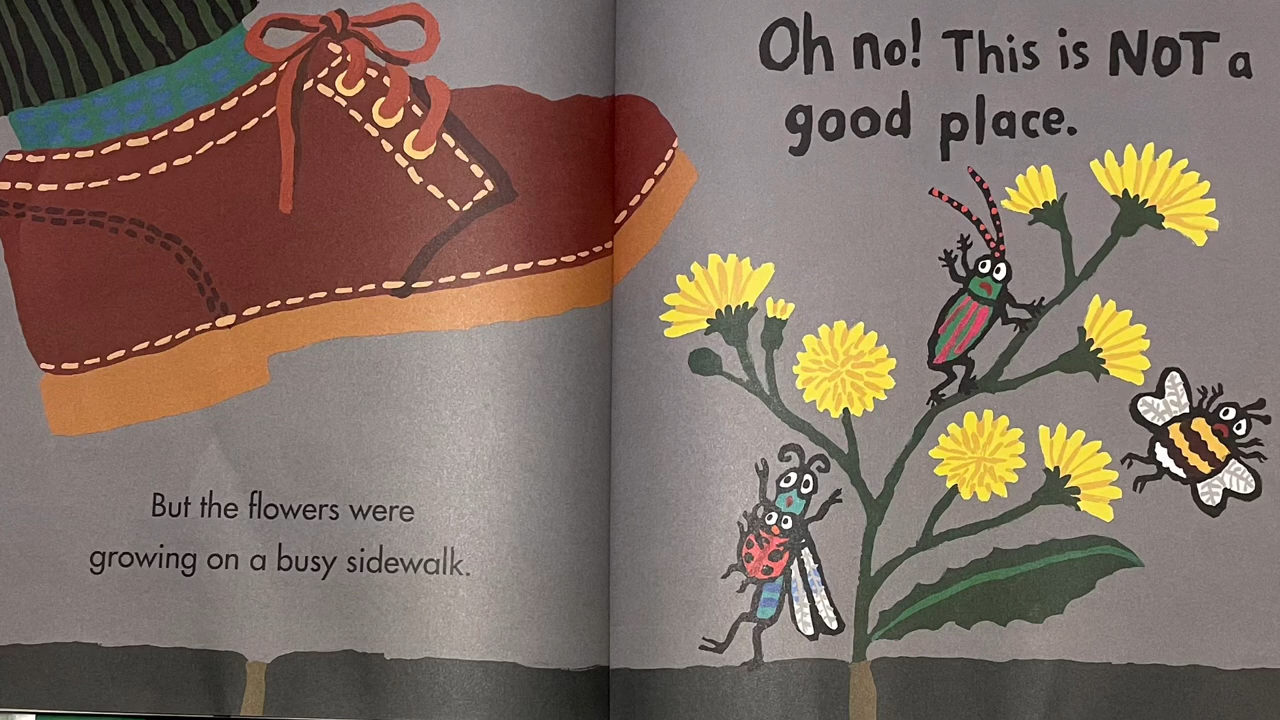 But the flowers were
growing on a busy sidewalk.
Oh no! This is NOT a
good place.